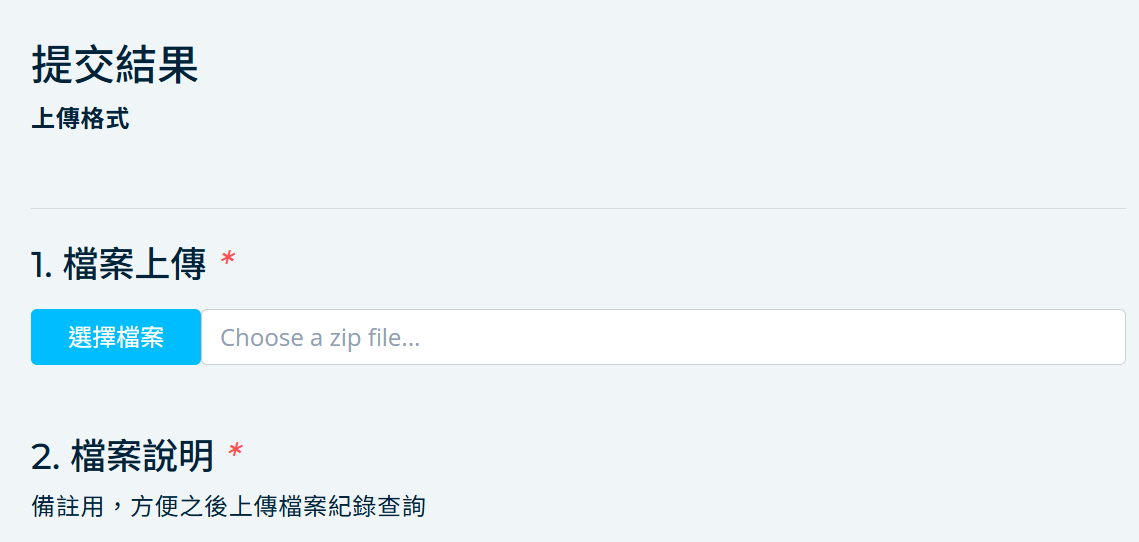 提交結果
上傳格式
1. 檔案上傳 *
選擇檔案 Choose a zip file...
2. 檔案說明 *
備註用，方便之後上傳檔案紀錄查詢